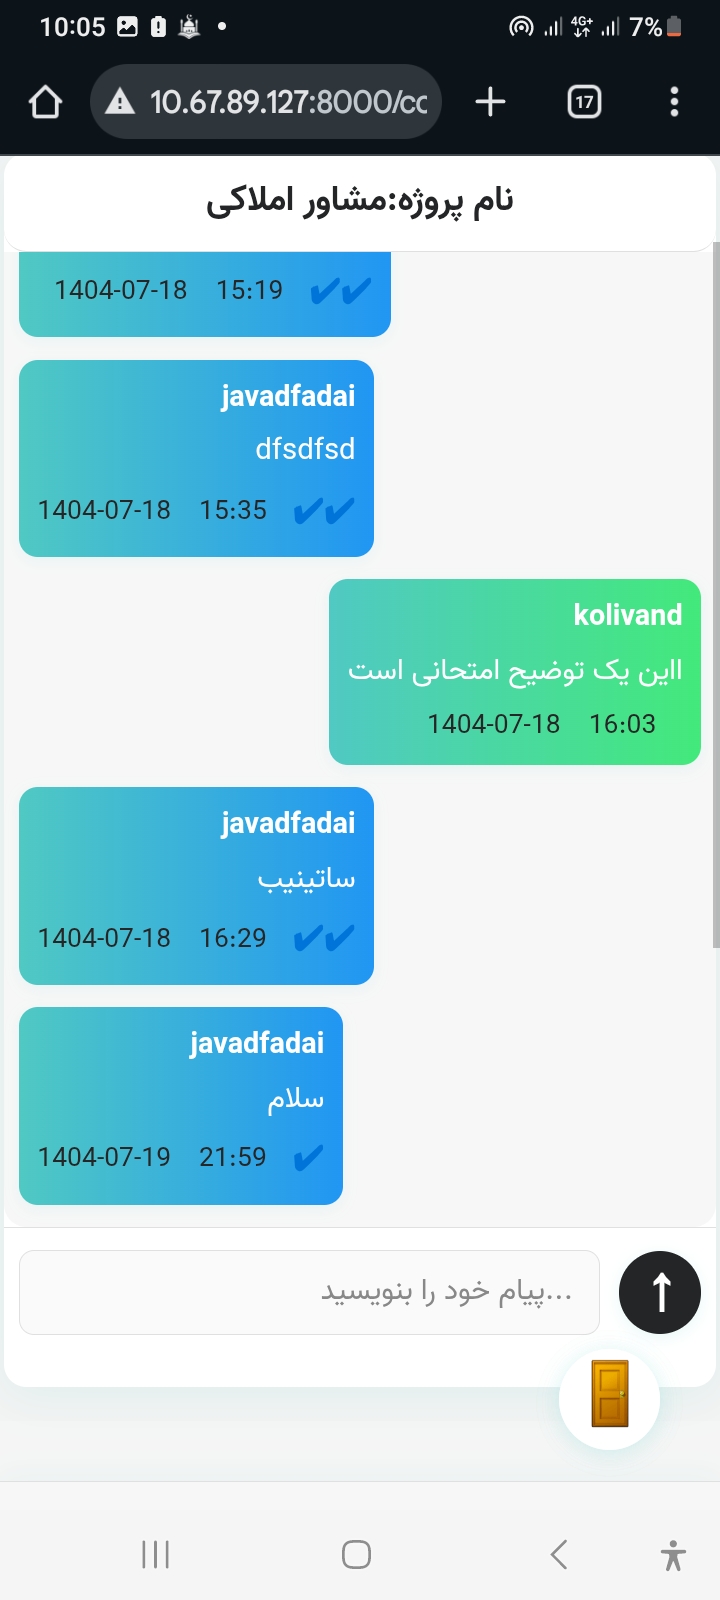 10:05
4G+
7%
10.67.89.127:8000/cc
17
نام پروژه:مشاور املاکی
1404-07-18 15:19
javadfadai
dfsdfsd
1404-07-18 15:35
kolivand
ااین یک توضیح امتحانی است
1404-07-18 16:03
javadfadai
ساتینیب
1404-07-18 16:29
javadfadai
سلام
1404-07-19 21:59
پیام خود را بنویسید...